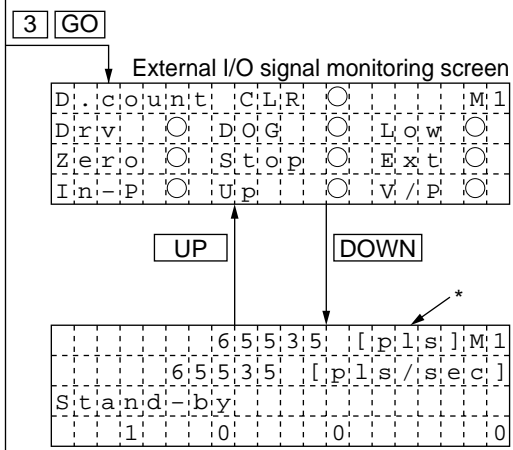 3 GO
External I/O signal monitoring screen
D.count CLR ○ M1
Drv ○ DOG ○ Low ○
Zero ○ Stop ○ Ext ○
In-P ○ Up ○ V/P ○
UP DOWN
*
65535 [pls]M1
65535 [pls/sec]
Stand-by
1 0 0 0